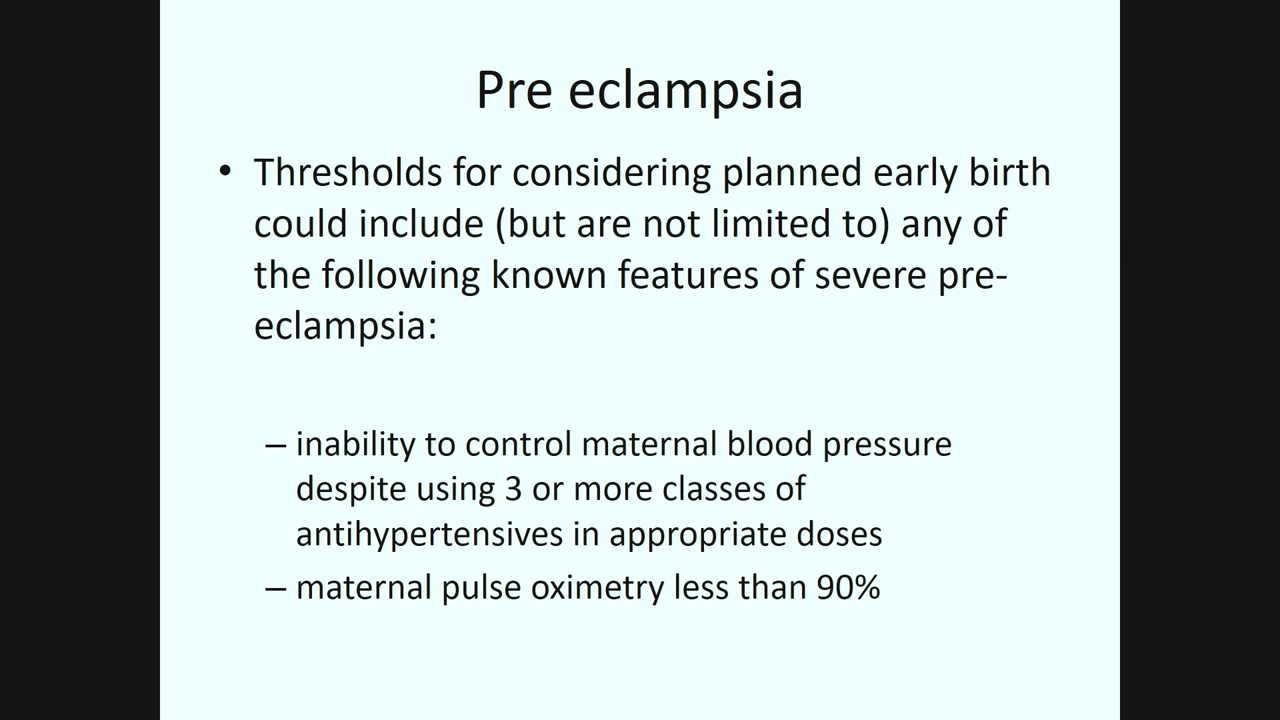 Pre eclampsia
• Thresholds for considering planned early birth
could include (but are not limited to) any of
the following known features of severe pre-
eclampsia:
– inability to control maternal blood pressure
despite using 3 or more classes of
antihypertensives in appropriate doses
– maternal pulse oximetry less than 90%